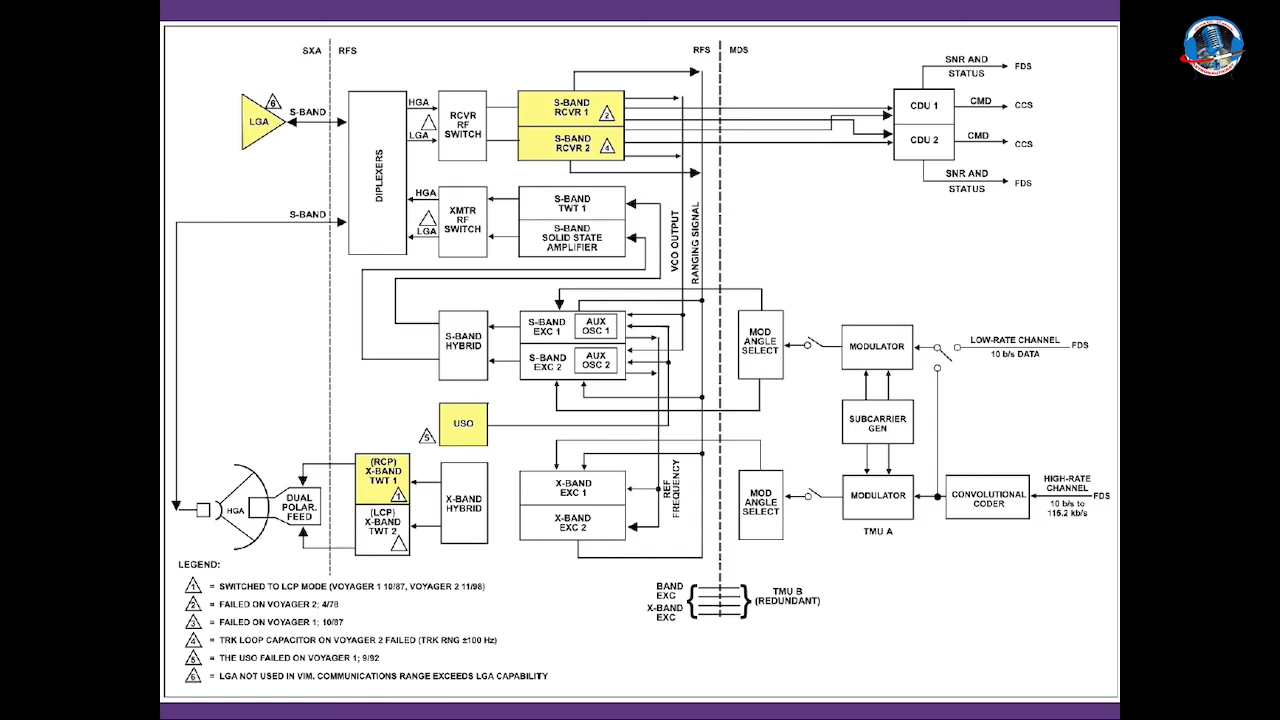 SXA
RFS
RFS
MDS
SNR AND
STATUS
FDS
6
LGA
S-BAND
DIPLEXERS
HGA
LGA
RCVR
RF
SWITCH
S-BAND
RCVR 1
2
S-BAND
RCVR 2
4
CDU 1
CMD
CCS
CDU 2
CMD
CCS
SNR AND
STATUS
FDS
S-BAND
HGA
LGA
XMTR
RF
SWITCH
S-BAND
TWT 1
S-BAND
SOLID STATE
AMPLIFIER
VCO OUTPUT
RANGING SIGNAL
S-BAND
HYBRID
S-BAND
EXC 1
AUX
OSC 1
S-BAND
EXC 2
AUX
OSC 2
MOD
ANGLE
SELECT
MODULATOR
LOW-RATE CHANNEL
10 b/s DATA
FDS
SUBCARRIER
GEN
5
USO
(RCP)
X-BAND
TWT 1
1
(LCP)
X-BAND
TWT 2
X-BAND
HYBRID
X-BAND
EXC 1
X-BAND
EXC 2
REF
FREQUENCY
MOD
ANGLE
SELECT
MODULATOR
TMU A
CONVOLUTIONAL
CODER
HIGH-RATE
CHANNEL
10 b/s to
115.2 kb/s
FDS
HGA
DUAL
POLAR.
FEED
BAND
EXC
X-BAND
EXC
TMU B
(REDUNDANT)
LEGEND:
1 = SWITCHED TO LCP MODE (VOYAGER 1 10/87, VOYAGER 2 11/98)
2 = FAILED ON VOYAGER 2; 4/78
3 = FAILED ON VOYAGER 1; 10/87
4 = TRK LOOP CAPACITOR ON VOYAGER 2 FAILED (TRK RNG ±100 Hz)
5 = THE USO FAILED ON VOYAGER 1; 9/92
6 = LGA NOT USED IN VIM. COMMUNICATIONS RANGE EXCEEDS LGA CAPABILITY